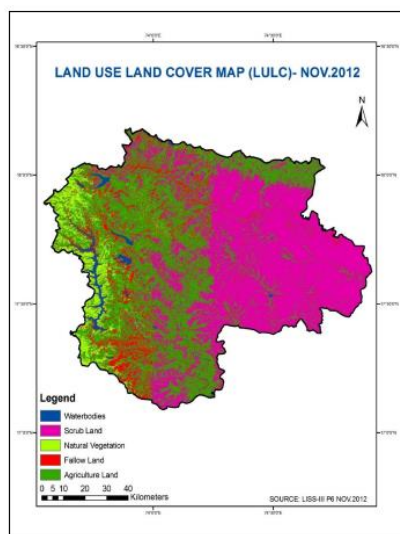 LAND USE LAND COVER MAP (LULC)- NOV.2012
N
Legend
Waterbodies
Scrub Land
Natural Vegetation
Fallow Land
Agriculture Land
0 5 10 20 30 40
Kilometers
SOURCE: LISS-III P6 NOV.2012